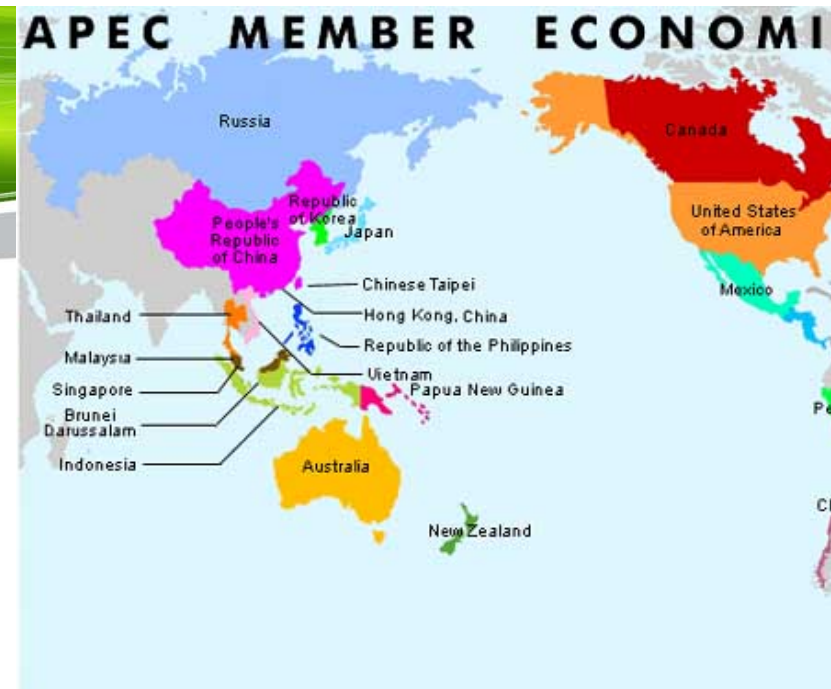 APEC MEMBER ECONOMI
Russia
Canada
Republic
of Korea
People's
Republic
of China
Japan
United States
of America
Mexico
Chinese Taipei
Thailand
Hong Kong, China
Republic of the Philippines
Malaysia
Vietnam
Singapore
Papua New Guinea
Brunei
Darussalam
Pe
Indonesia
Australia
New Zealand